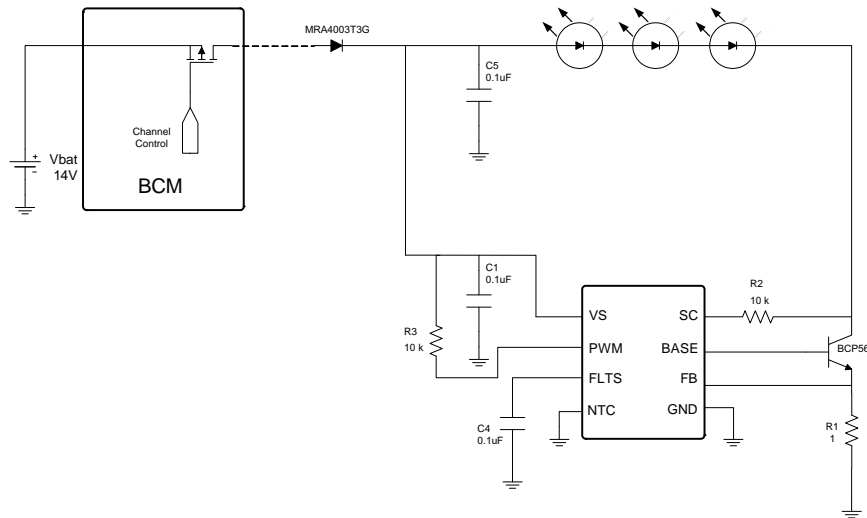 MRA4003T3G
C5
0.1uF
Channel
Control
+
Vbat
14V
-
BCM
C1
0.1uF
R2
10 k
VS
SC
R3
10 k
PWM
BASE
BCP56
FLTS
FB
NTC
GND
C4
0.1uF
R1
1